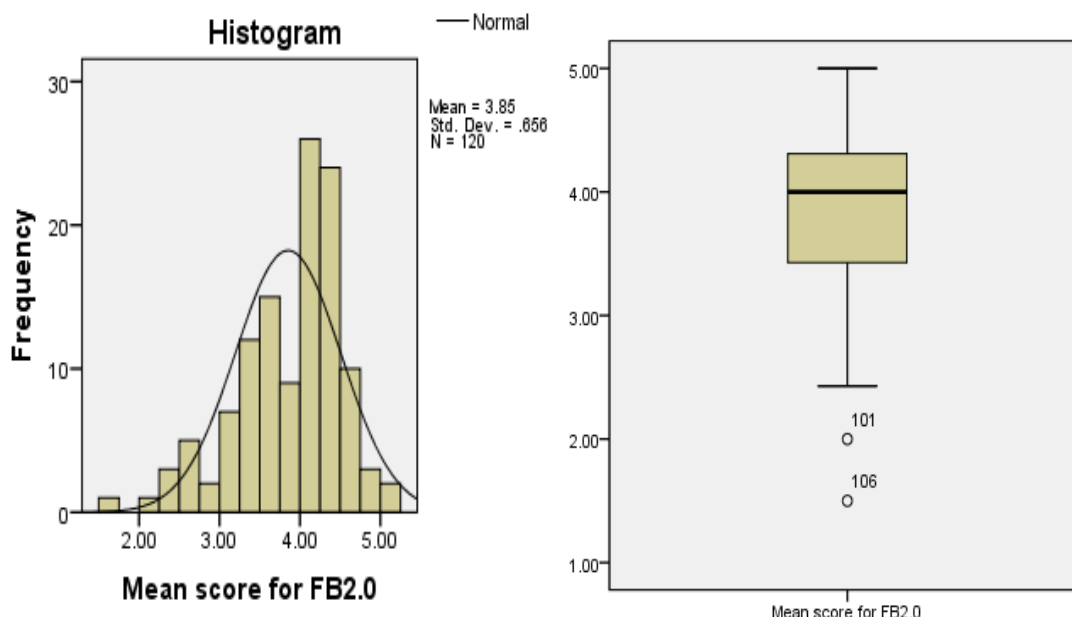 Histogram
Normal
Mean = 3.85
Std. Dev. = .656
N = 120
Frequency
30
20
10
0
2.00
3.00
4.00
5.00
Mean score for FB2.0
5.00
4.00
3.00
2.00
1.00
101
106
Mean score for FB2.0